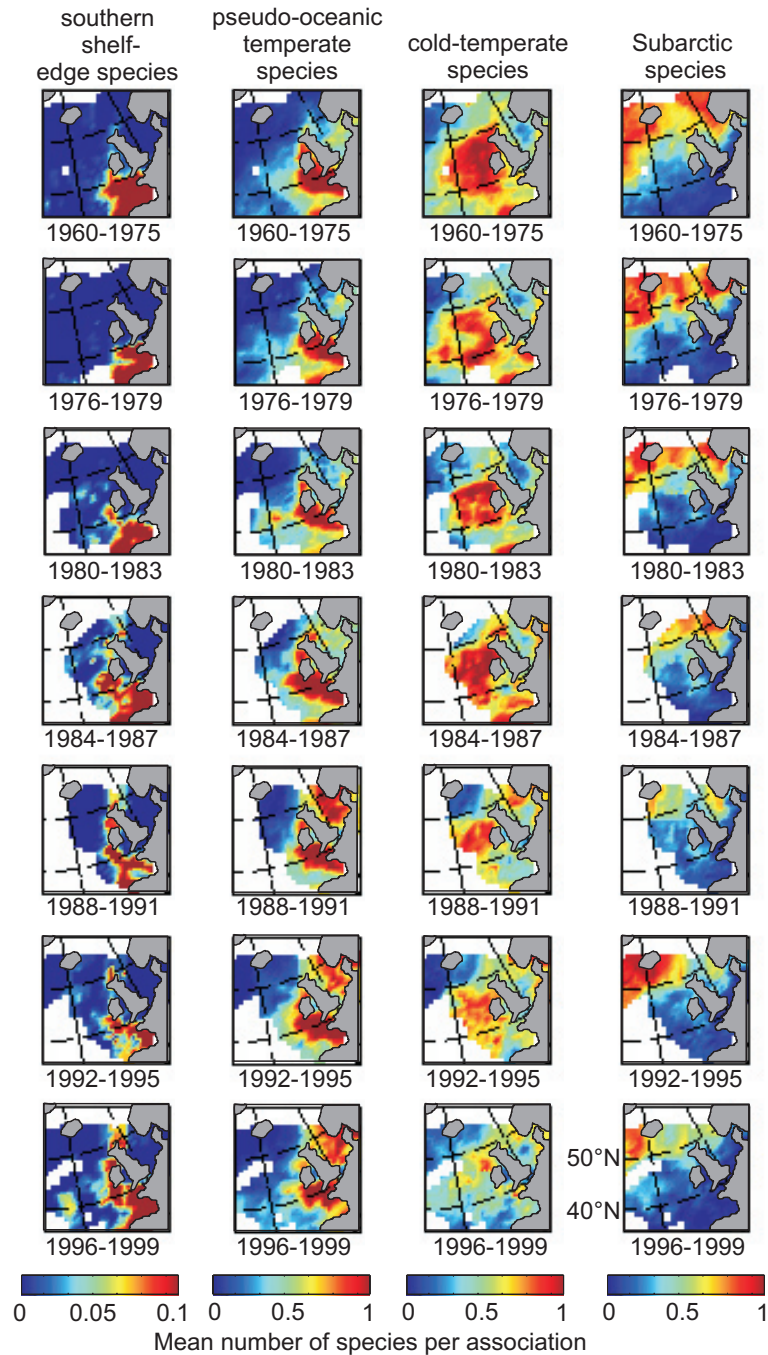 southern
shelf-
edge species
pseudo-oceanic
temperate
species
cold-temperate
species
Subarctic
species
1960-1975
1960-1975
1960-1975
1960-1975
1976-1979
1976-1979
1976-1979
1976-1979
1980-1983
1980-1983
1980-1983
1980-1983
1984-1987
1984-1987
1984-1987
1984-1987
1988-1991
1988-1991
1988-1991
1988-1991
1992-1995
1992-1995
1992-1995
1992-1995
50°N
40°N
1996-1999
1996-1999
1996-1999
1996-1999
0 0.05 0.1
0 0.5 1
0 0.5 1
0 0.5 1
Mean number of species per association